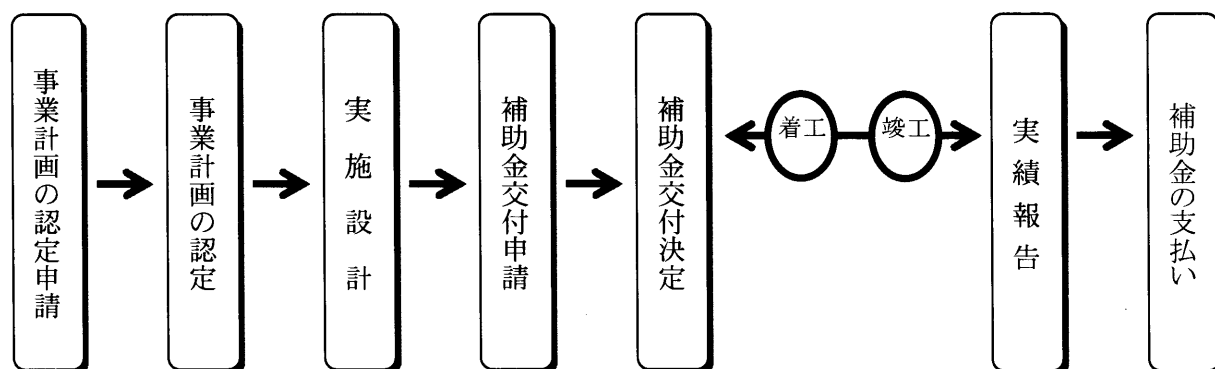 事業計画の認定申請
事業計画の認定
実施設計
補助金交付申請
補助金交付決定
着工
竣工
実績報告
補助金の支払い